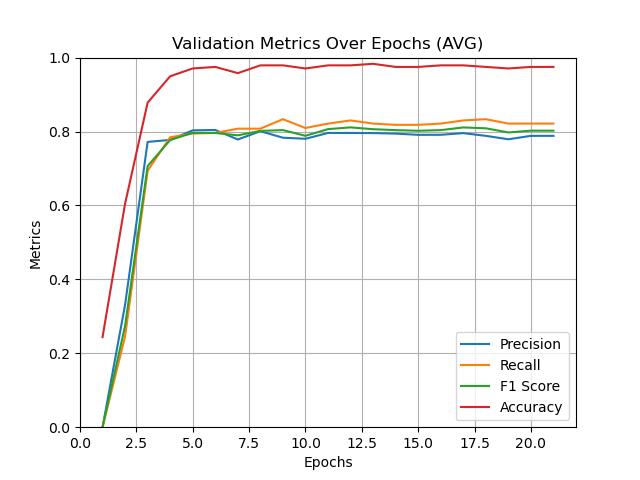 Validation Metrics Over Epochs (AVG)
1.0
0.8
0.6
0.4
0.2
0.0
Metrics
0.0 2.5 5.0 7.5 10.0 12.5 15.0 17.5 20.0
Epochs
Precision
Recall
F1 Score
Accuracy